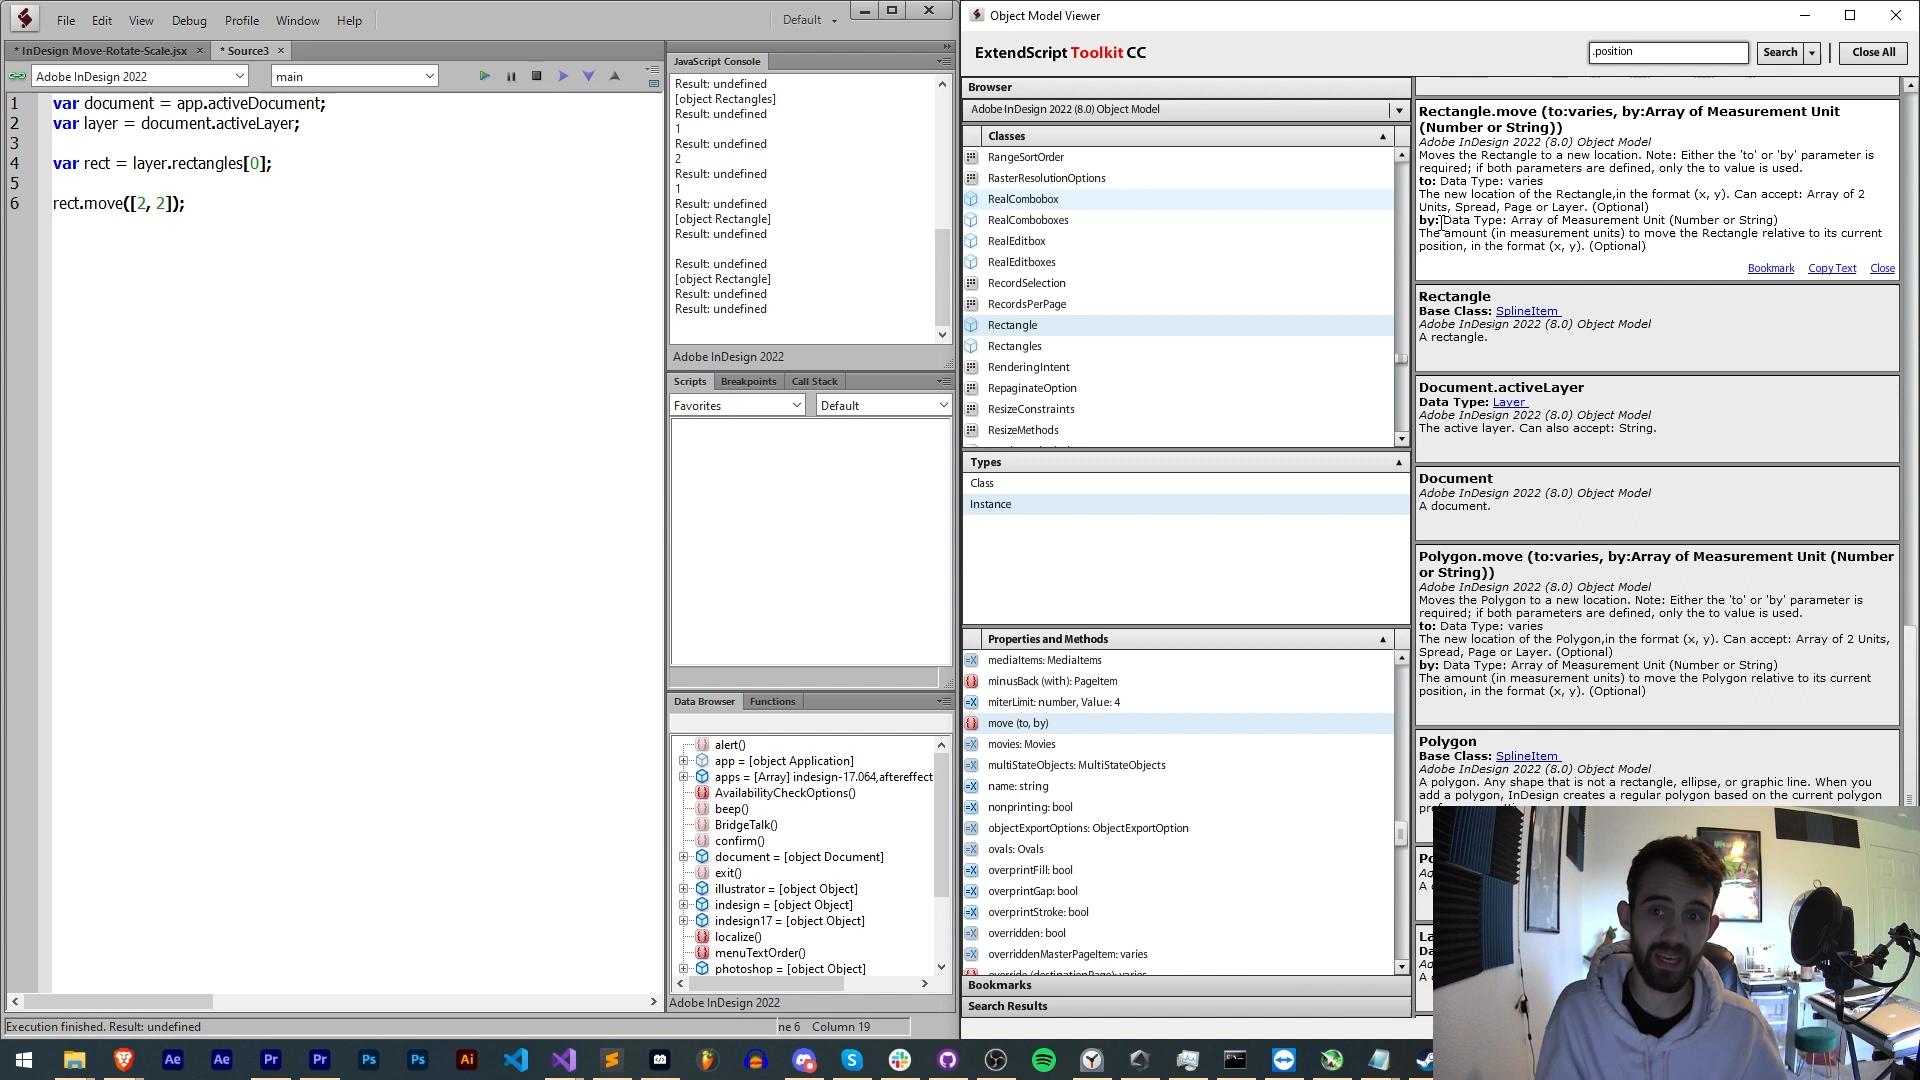 File Edit View Debug Profile Window Help
Default
* InDesign Move-Rotate-Scale.jsx
* Source3
Adobe InDesign 2022
main
1 var document = app.activeDocument;
2 var layer = document.activeLayer;
3
4 var rect = layer.rectangles[0];
5
6 rect.move([2, 2]);
Execution finished. Result: undefined
ne 6 Column 19
JavaScript Console
Result: undefined
[object Rectangles]
Result: undefined
1
Result: undefined
2
Result: undefined
1
Result: undefined
[object Rectangle]
Result: undefined
Result: undefined
[object Rectangle]
Result: undefined
Result: undefined
Adobe InDesign 2022
Scripts Breakpoints Call Stack
Favorites Default
Data Browser Functions
alert()
app = [object Application]
apps = [Array] indesign-17.064,aftereffect
AvailabilityCheckOptions()
beep()
BridgeTalk()
confirm()
document = [object Document]
exit()
illustrator = [object Object]
indesign = [object Object]
indesign17 = [object Object]
localize()
menuTextOrder()
photoshop = [object Object]
Adobe InDesign 2022
Object Model Viewer
ExtendScript Toolkit CC
.position Search Close All
Browser
Adobe InDesign 2022 (8.0) Object Model
Classes
RangeSortOrder
RasterResolutionOptions
RealCombobox
RealComboboxes
RealEditbox
RealEditboxes
RecordSelection
RecordsPerPage
Rectangle
Rectangles
RenderingIntent
RepaginateOption
ResizeConstraints
ResizeMethods
Types
Class
Instance
Properties and Methods
mediaItems: MediaItems
minusBack (with): PageItem
miterLimit: number, Value: 4
move (to, by)
movies: Movies
multiStateObjects: MultiStateObjects
name: string
nonprinting: bool
objectExportOptions: ObjectExportOption
ovals: Ovals
overprintFill: bool
overprintGap: bool
overprintStroke: bool
overridden: bool
overriddenMasterPageItem: varies
override (destinationPage): varies
Bookmarks
Search Results
Rectangle.move (to:varies, by:Array of Measurement Unit
(Number or String))
Adobe InDesign 2022 (8.0) Object Model
Moves the Rectangle to a new location. Note: Either the 'to' or 'by' parameter is
required; if both parameters are defined, only the to value is used.
to: Data Type: varies
The new location of the Rectangle,in the format (x, y). Can accept: Array of 2
Units, Spread, Page or Layer. (Optional)
by: Data Type: Array of Measurement Unit (Number or String)
The amount (in measurement units) to move the Rectangle relative to its current
position, in the format (x, y). (Optional)
Bookmark Copy Text Close
Rectangle
Base Class: SplineItem
Adobe InDesign 2022 (8.0) Object Model
A rectangle.
Document.activeLayer
Data Type: Layer
Adobe InDesign 2022 (8.0) Object Model
The active layer. Can also accept: String.
Document
Adobe InDesign 2022 (8.0) Object Model
A document.
Polygon.move (to:varies, by:Array of Measurement Unit (Number
or String))
Adobe InDesign 2022 (8.0) Object Model
Moves the Polygon to a new location. Note: Either the 'to' or 'by' parameter is
required; if both parameters are defined, only the to value is used.
to: Data Type: varies
The new location of the Polygon,in the format (x, y). Can accept: Array of 2 Units,
Spread, Page or Layer. (Optional)
by: Data Type: Array of Measurement Unit (Number or String)
The amount (in measurement units) to move the Polygon relative to its current
position, in the format (x, y). (Optional)
Polygon
Base Class: SplineItem
Adobe InDesign 2022 (8.0) Object Model
A polygon. Any shape that is not a rectangle, ellipse, or graphic line. When you
add a polygon, InDesign creates a regular polygon based on the current polygon
Ae Ae Pr Pr Ps Ps Ai